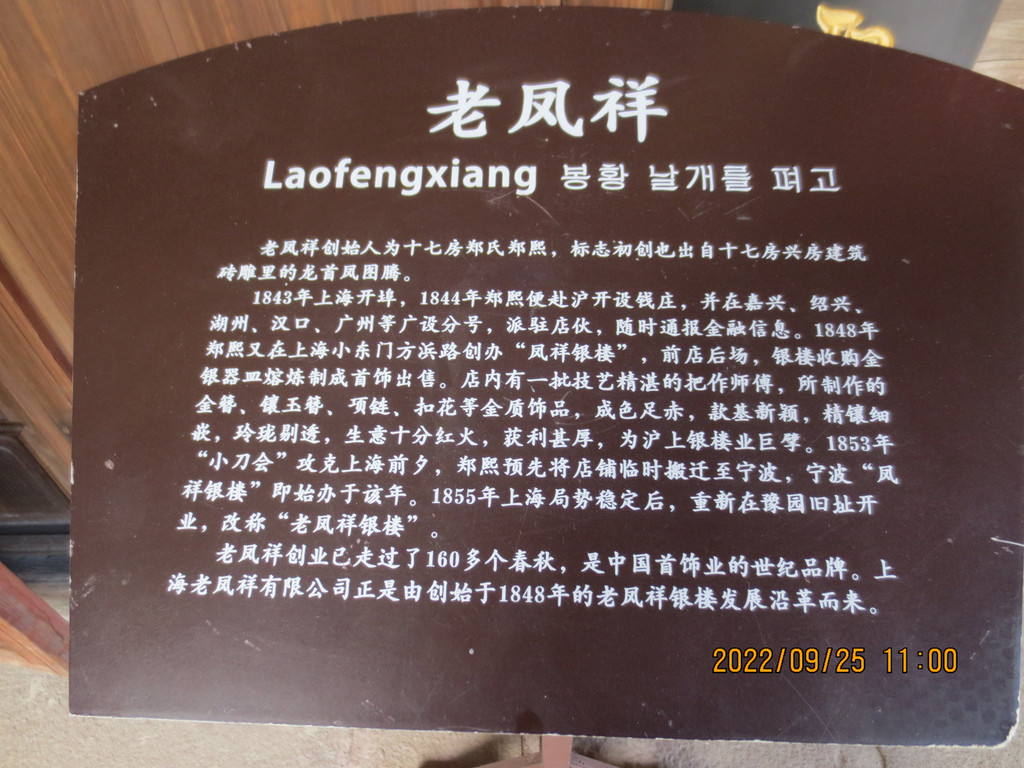 老凤祥
Laofengxiang 봉황 날개를 펴고
老凤祥创始人为十七房郑氏郑熙，标志初创也出自十七房兴房建筑
砖雕里的龙首凤图腾。
1843年上海开埠，1844年郑熙便赴沪开设钱庄，并在嘉兴、绍兴、
湖州、汉口、广州等广设分号，派驻店伙，随时通报金融信息。1848年
郑熙又在上海小东门方浜路创办“凤祥银楼”，前店后场，银楼收购金
银器皿熔炼制成首饰出售。店内有一批技艺精湛的把作师傅，所制作的
金簪、镶玉簪、项链、扣花等金质饰品，成色足赤，款基新颖，精镶细
嵌，玲珑剔透，生意十分红火，获利甚厚，为沪上银楼业巨擘。1853年
“小刀会”攻克上海前夕，郑熙预先将店铺临时搬迁至宁波，宁波“凤
祥银楼”即始办于该年。1855年上海局势稳定后，重新在豫园旧址开
业，改称“老凤祥银楼”。
老凤祥创业已走过了160多个春秋，是中国首饰业的世纪品牌。上
海老凤祥有限公司正是由创始于1848年的老凤祥银楼发展沿革而来。
2022/09/25 11:00